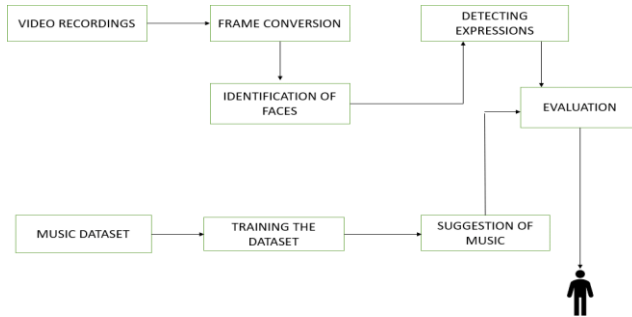 VIDEO RECORDINGS
FRAME CONVERSION
DETECTING
EXPRESSIONS
IDENTIFICATION OF
FACES
EVALUATION
MUSIC DATASET
TRAINING THE
DATASET
SUGGESTION OF
MUSIC